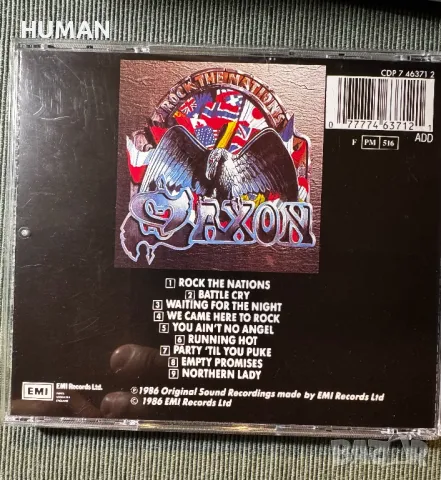 HUMAN
CDP 7 46371 2
ROCK THE NATIONS
SAXON
0 77774 63712
ADD
F PM 516
1 ROCK THE NATIONS
2 BATTLE CRY
3 WAITING FOR THE NIGHT
4 WE CAME HERE TO ROCK
5 YOU AIN'T NO ANGEL
6 RUNNING HOT
7 PARTY 'TIL YOU PUKE
8 EMPTY PROMISES
9 NORTHERN LADY
EMI
EMI Records Ltd.
℗ 1986 Original Sound Recordings made by EMI Records Ltd
© 1986 EMI Records Ltd